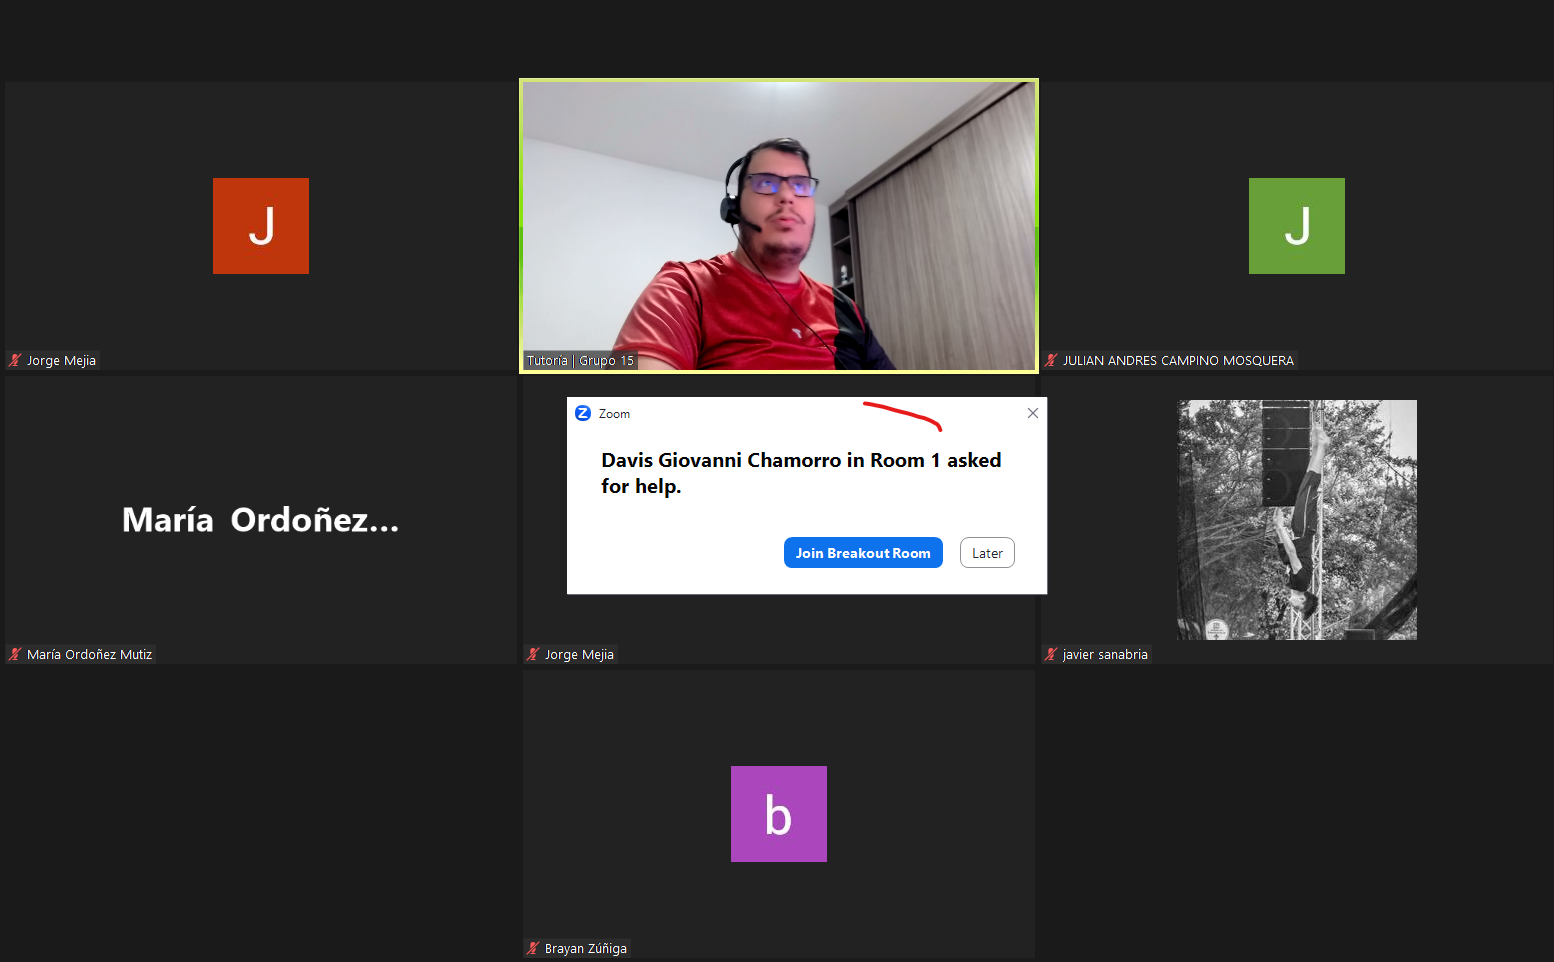 J
Jorge Mejia
Tutoría | Grupo 15
J
JULIAN ANDRES CAMPINO MOSQUERA
María Ordoñez...
María Ordoñez Mutiz
Zoom
Davis Giovanni Chamorro in Room 1 asked
for help.
Join Breakout Room
Later
Jorge Mejia
javier sanabria
b
Brayan Zúñiga